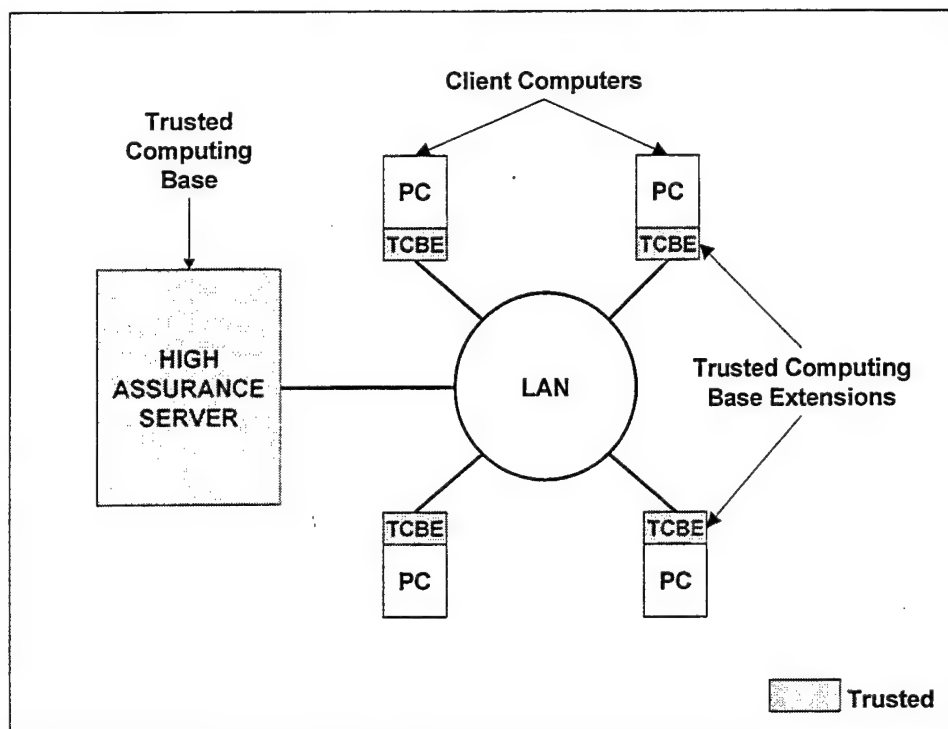 Client Computers
Trusted
Computing
Base
PC
TCBE
PC
TCBE
HIGH
ASSURANCE
SERVER
LAN
Trusted Computing
Base Extensions
TCBE
PC
TCBE
PC
Trusted